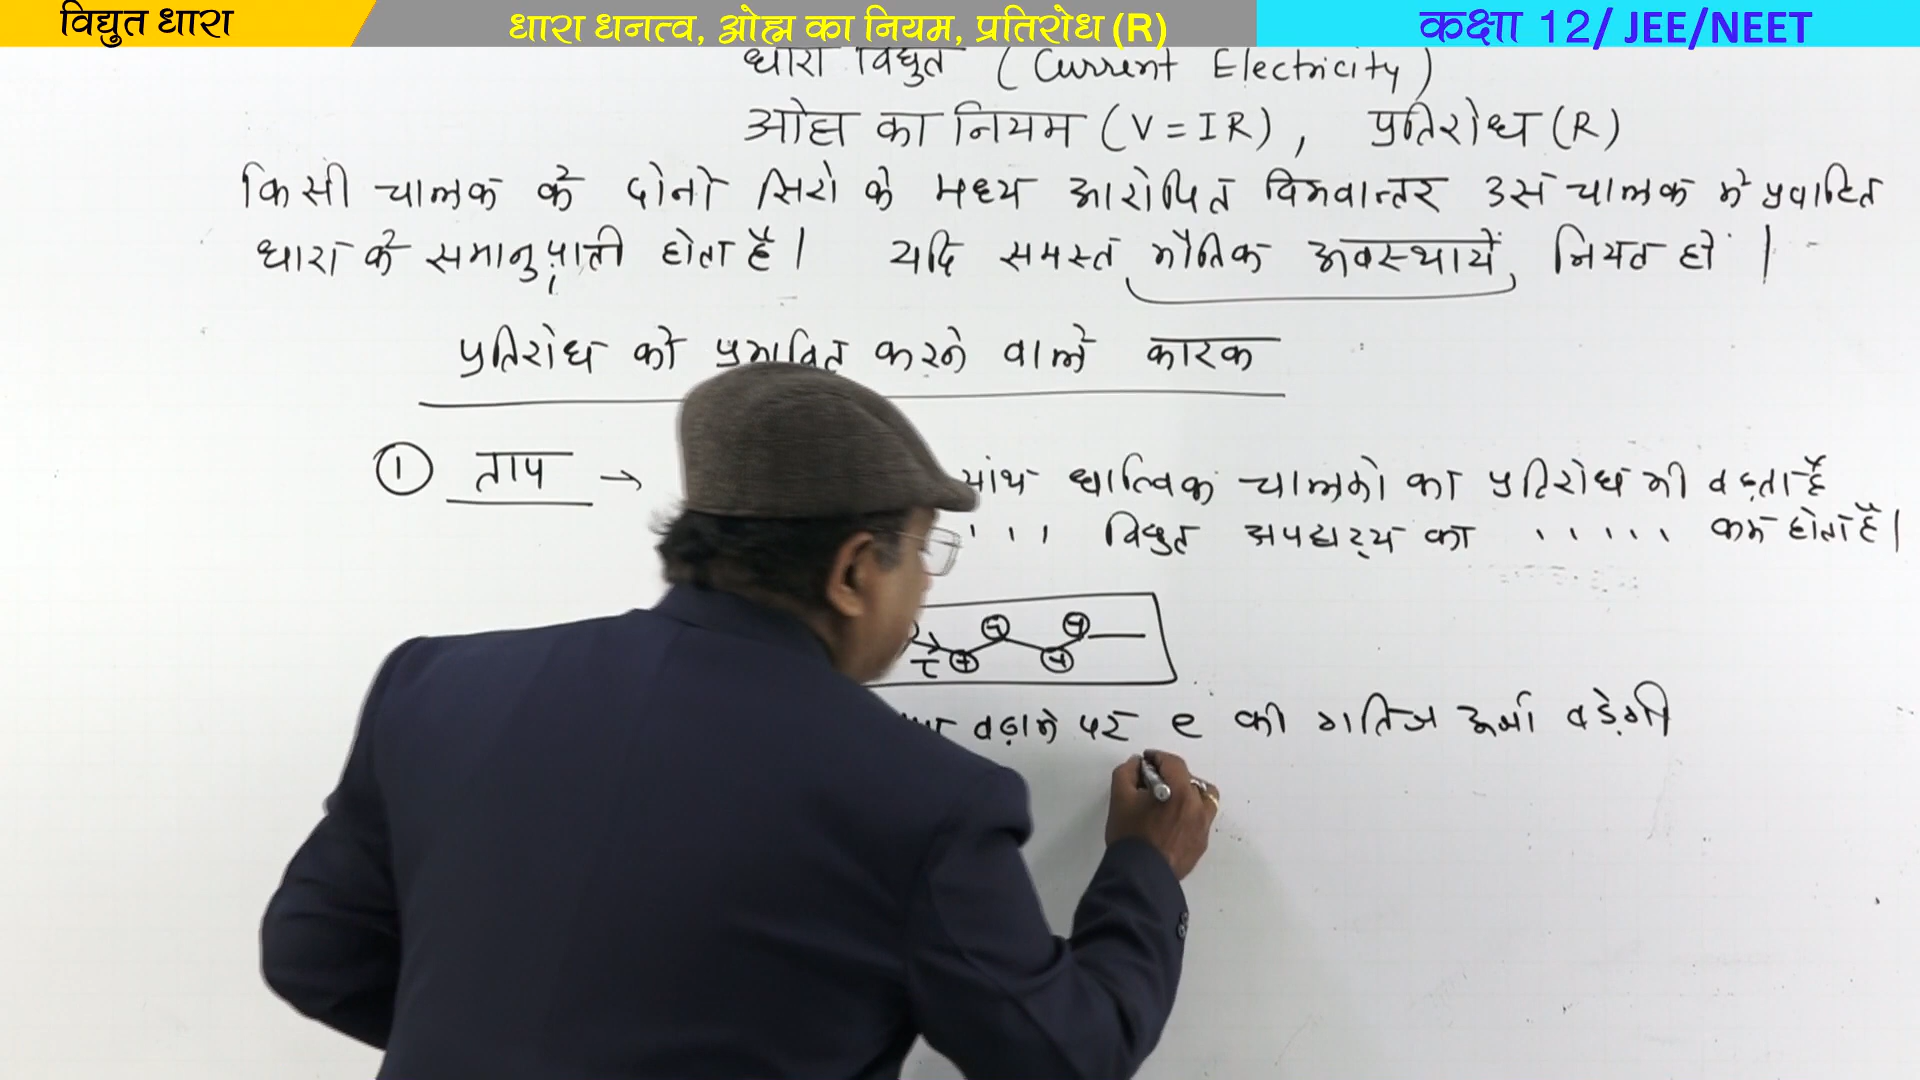 विद्युत धारा
धारा धनत्व, ओह्म का नियम, प्रतिरोध (R)
कक्षा 12/ JEE/NEET
धारा विद्युत (Current Electricity)
ओह्म का नियम (V = IR), प्रतिरोध (R)
किसी चालक के दोनों सिरो के मध्य आरोपित विभवान्तर उस चालक मे प्रवाहित
धारा के समानुपाती होता है। यदि समस्त भौतिक अवस्थायें नियत हो।
प्रतिरोध को प्रभावित करने वाले कारक
① ताप → साथ धात्विक चालको का प्रतिरोध भी बढ़ता है
विद्युत अपघट्य का ..... कम होता है।
τ + + + +
बढ़ाने पर e की गतिज ऊर्जा बढ़ेगी